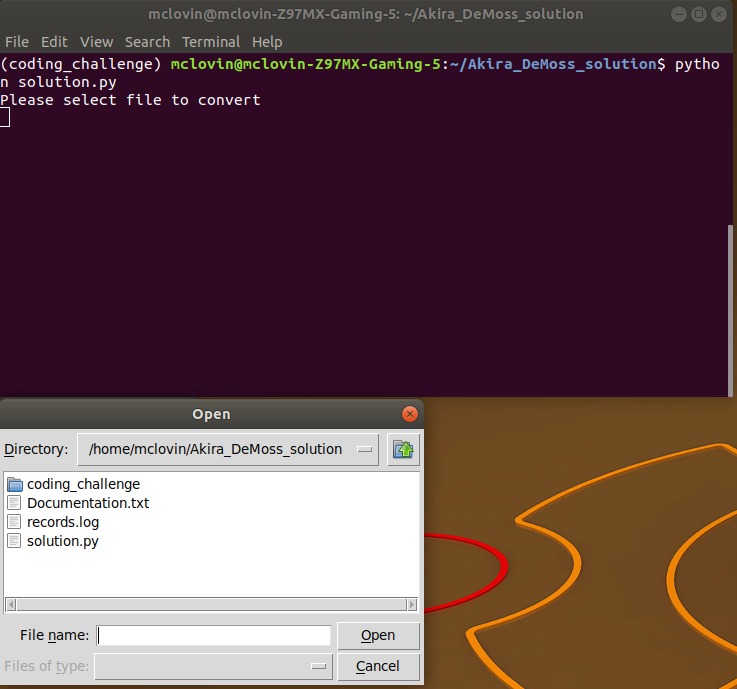 mclovin@mclovin-Z97MX-Gaming-5: ~/Akira_DeMoss_solution
File Edit View Search Terminal Help
(coding_challenge) mclovin@mclovin-Z97MX-Gaming-5:~/Akira_DeMoss_solution$ pytho
n solution.py
Please select file to convert
Open
Directory: /home/mclovin/Akira_DeMoss_solution
coding_challenge
Documentation.txt
records.log
solution.py
File name: Open
Files of type: Cancel